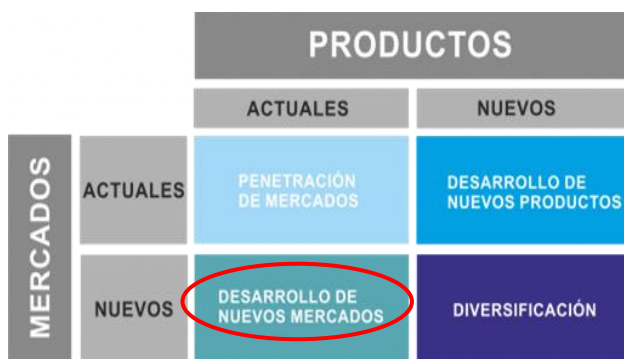 PRODUCTOS
ACTUALES
NUEVOS
MERCADOS
ACTUALES
PENETRACIÓN
DE MERCADOS
DESARROLLO DE
NUEVOS PRODUCTOS
NUEVOS
DESARROLLO DE
NUEVOS MERCADOS
DIVERSIFICACIÓN